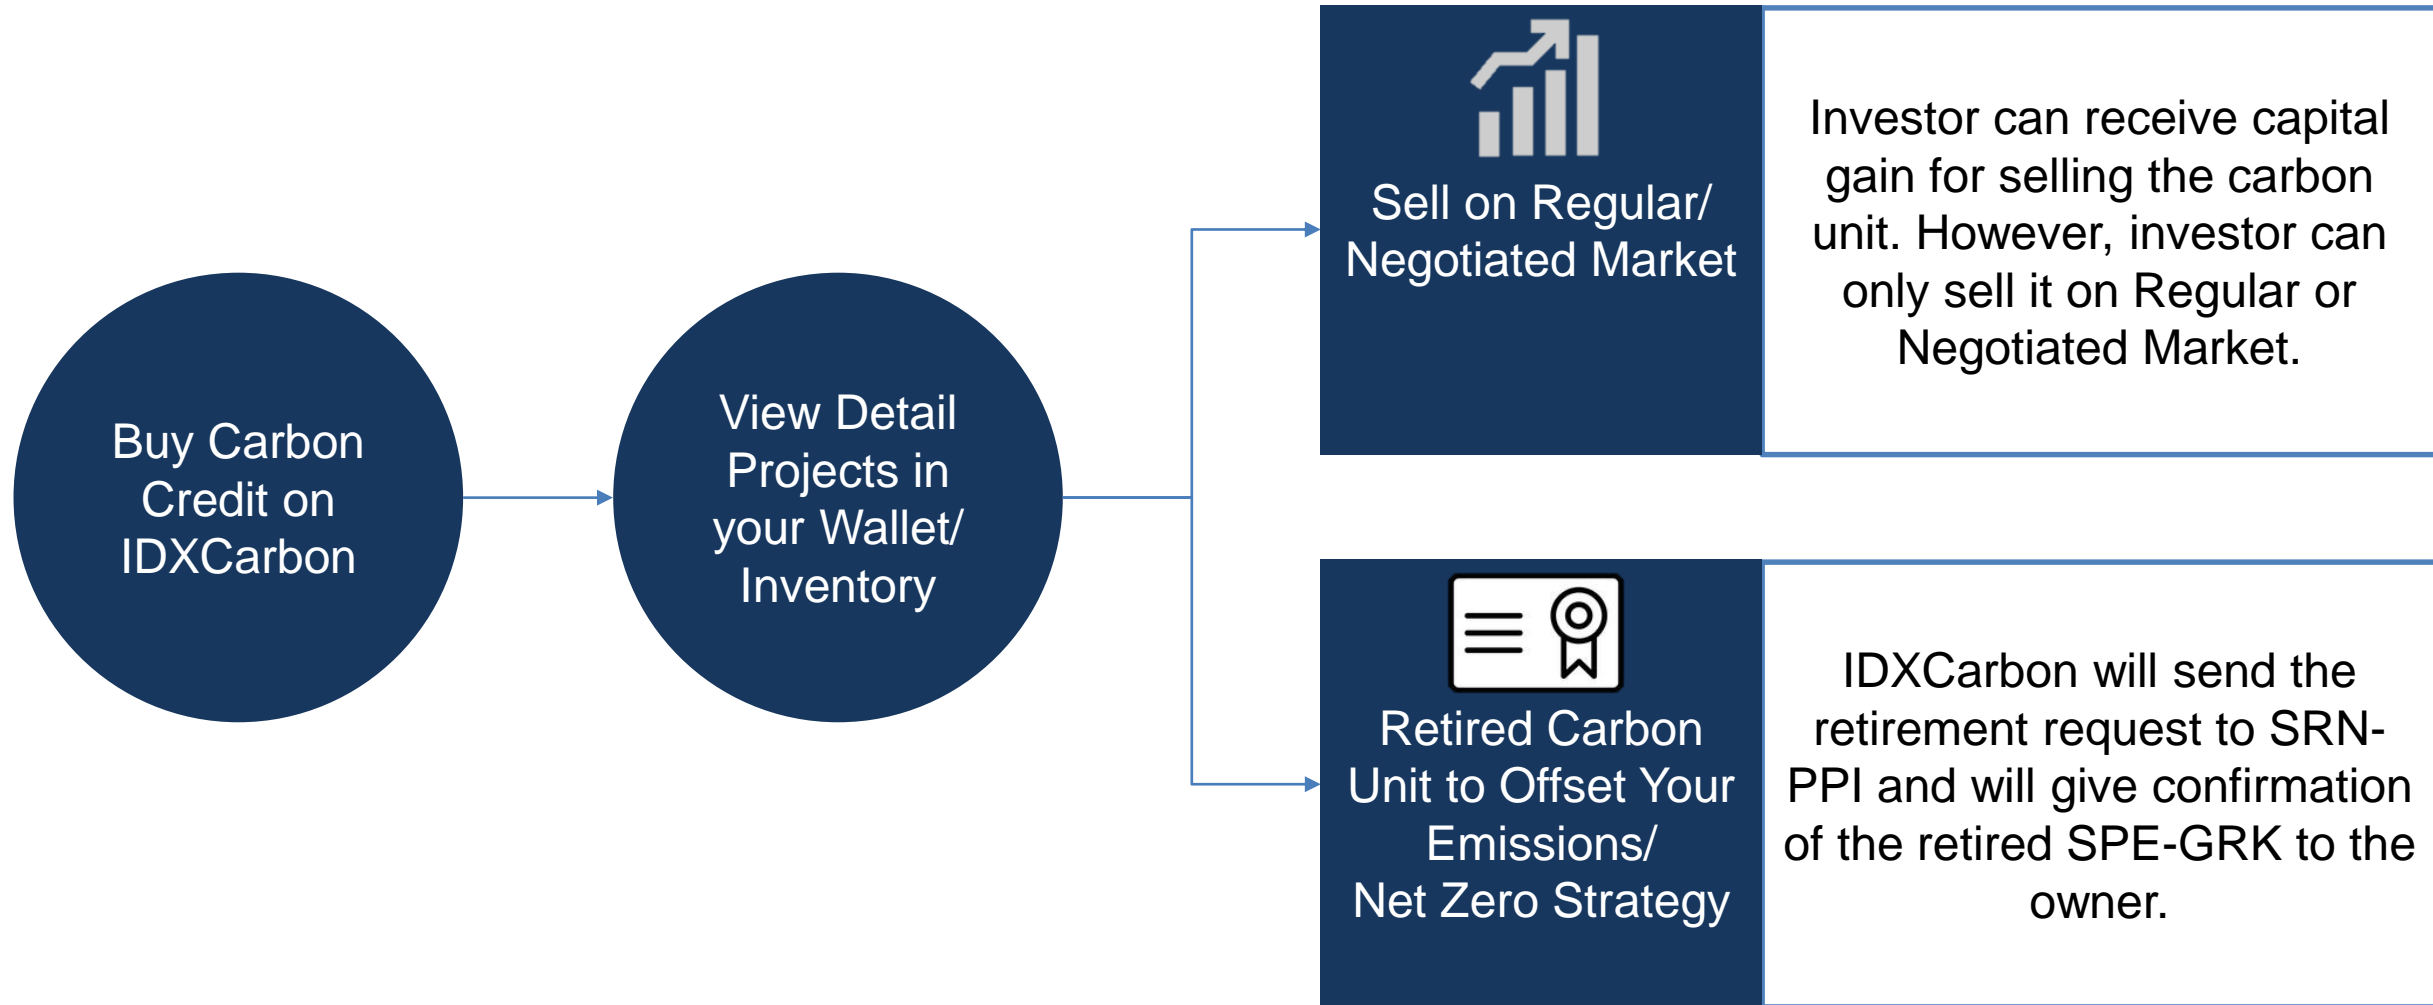 Buy Carbon
Credit on
IDXCarbon
View Detail
Projects in
your Wallet/
Inventory
Sell on Regular/
Negotiated Market
Investor can receive capital
gain for selling the carbon
unit. However, investor can
only sell it on Regular or
Negotiated Market.
Retired Carbon
Unit to Offset Your
Emissions/
Net Zero Strategy
IDXCarbon will send the
retirement request to SRN-
PPI and will give confirmation
of the retired SPE-GRK to the
owner.